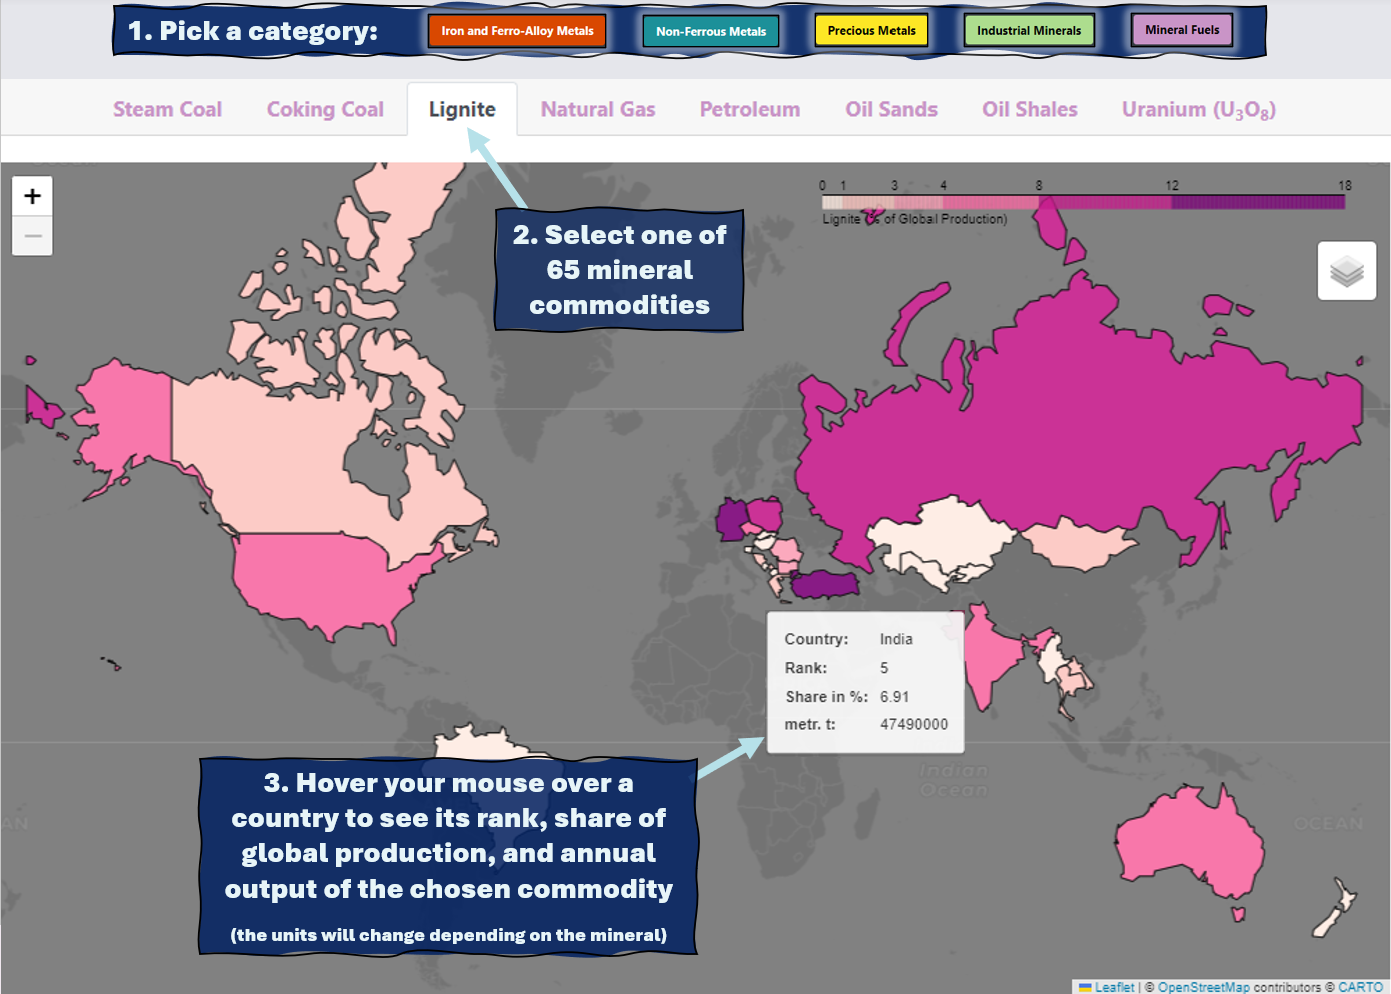 1. Pick a category:
Iron and Ferro-Alloy Metals
Non-Ferrous Metals
Precious Metals
Industrial Minerals
Mineral Fuels
Steam Coal
Coking Coal
Lignite
Natural Gas
Petroleum
Oil Sands
Oil Shales
Uranium (U₃O₈)
+
−
0 1 3 4 8 12 18
Lignite (% of Global Production)
2. Select one of
65 mineral
commodities
Country: India
Rank: 5
Share in %: 6.91
metr. t: 47490000
3. Hover your mouse over a
country to see its rank, share of
global production, and annual
output of the chosen commodity
(the units will change depending on the mineral)
Indian
Ocean
AN
OCEAN
Leaflet | © OpenStreetMap contributors © CARTO